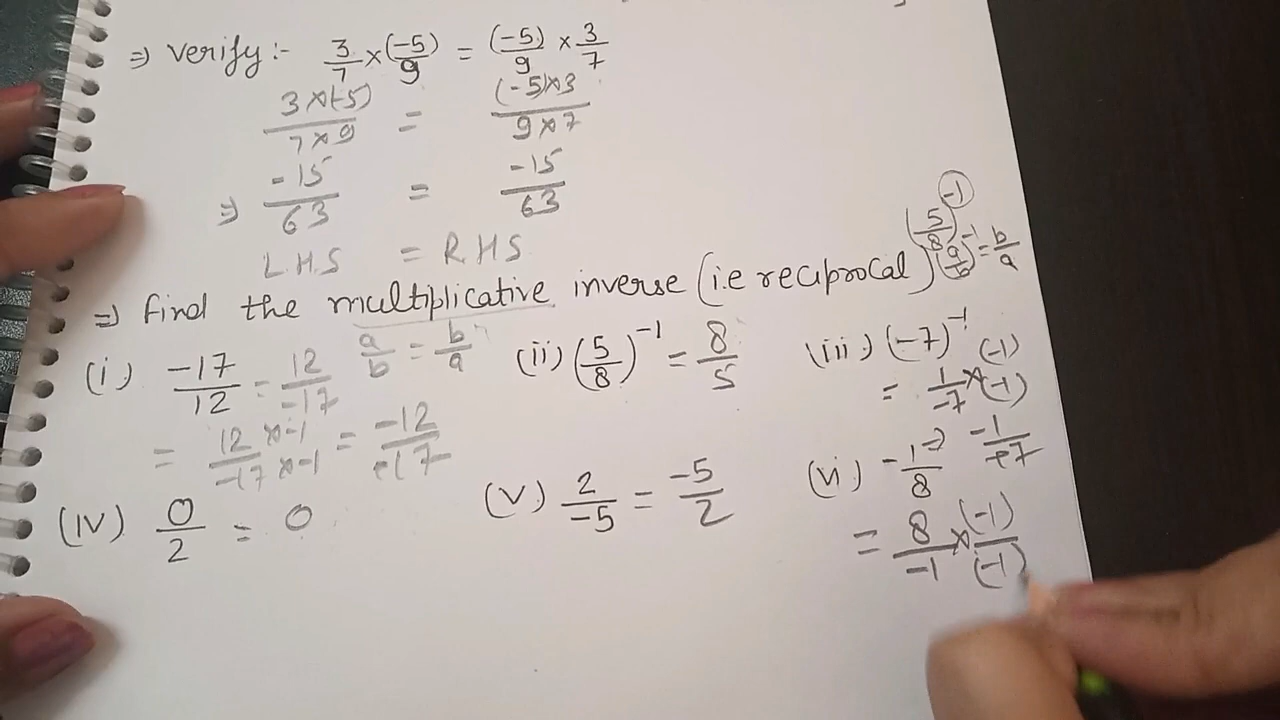 ⇒ Verify:- 3/7 × (-5)/9 = (-5)/9 × 3/7
3×(-5)/7×9 = (-5)×3/9×7
⇒ -15/63 = -15/63
LHS = RHS
(5/8)^-1
⇒ find the multiplicative inverse (i.e reciprocal) (a/b)^-1 = b/a
(i) -17/12 = 12/-17 a/b = b/a (ii) (5/8)^-1 = 8/5 (iii) (-7)^-1
= 12/-17 × -1/× -1 = -12/+17 = 1/-7 × (-1)/(-1)
⇒ -1/+7
(iv) 0/2 = 0 (v) 2/-5 = -5/2 (vi) -1/8
= 8/-1 × (-1)/(-1)